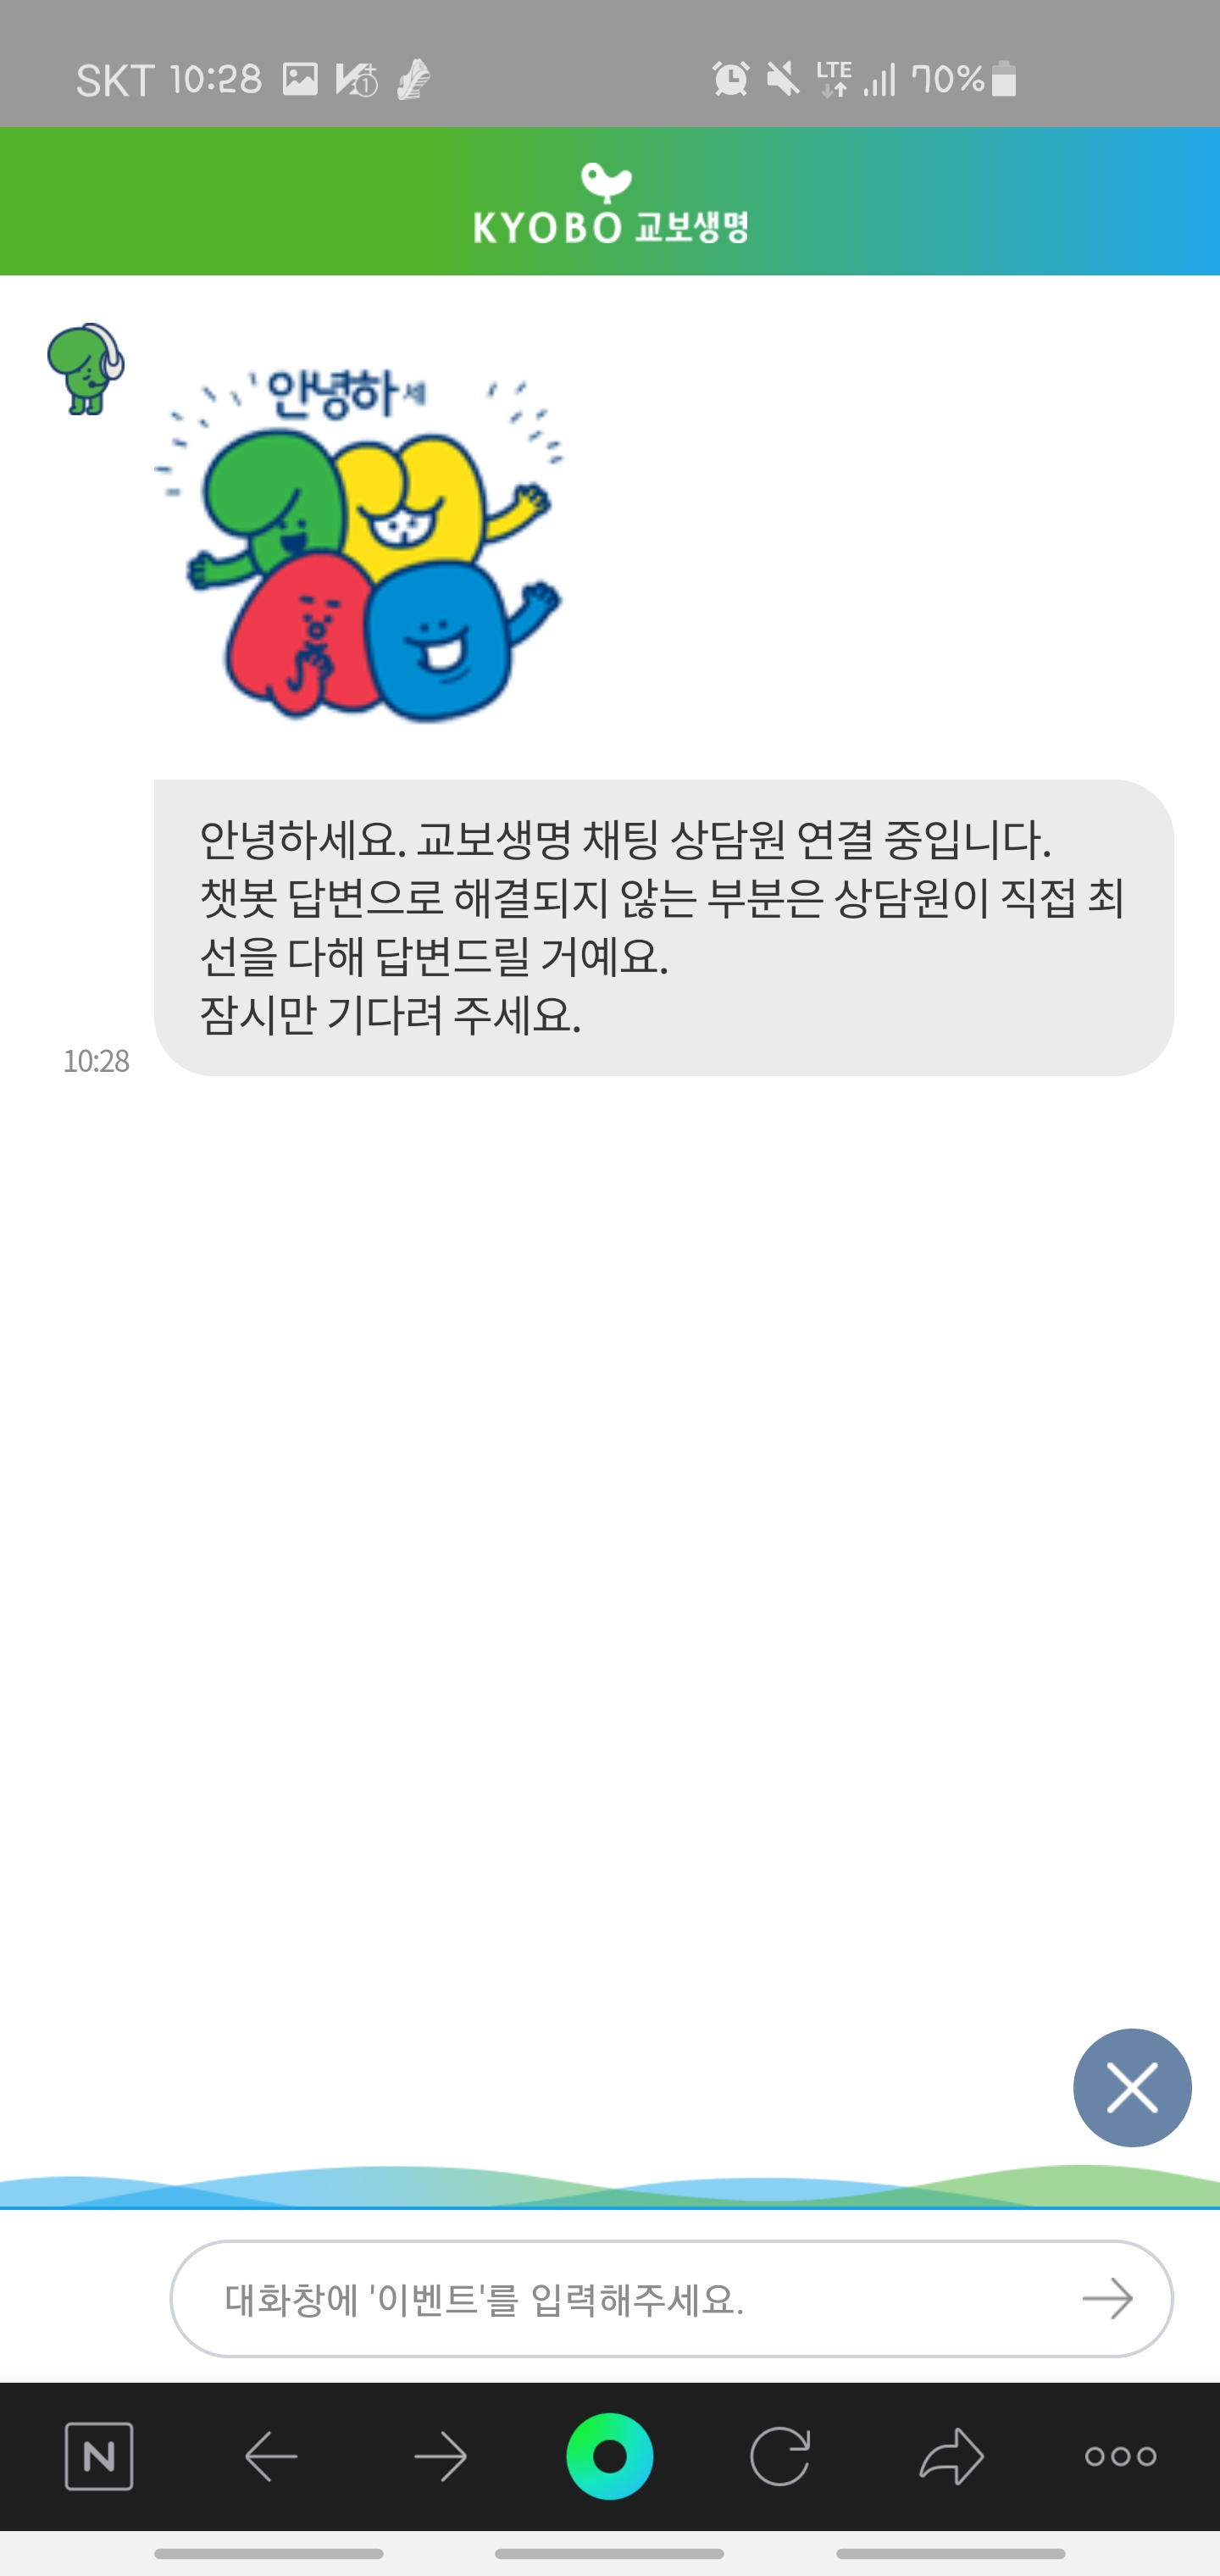 SKT 10:28
LTE 70%
KYOBO 교보생명
안녕하세
안녕하세요. 교보생명 채팅 상담원 연결 중입니다.
챗봇 답변으로 해결되지 않는 부분은 상담원이 직접 최
선을 다해 답변드릴 거예요.
잠시만 기다려 주세요.
10:28
대화창에 '이벤트'를 입력해주세요.
N